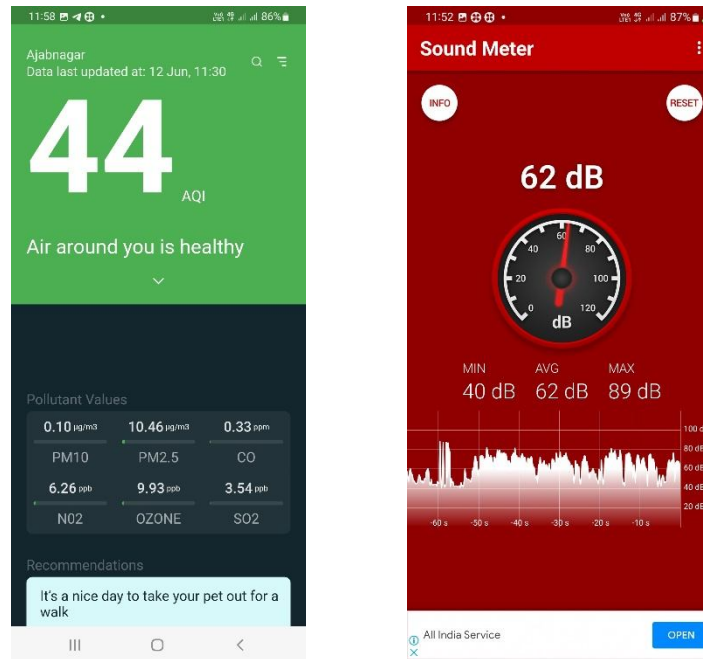 11:58
86%
Ajabnagar
Data last updated at: 12 Jun, 11:30
44
AQI
Air around you is healthy
Pollutant Values
0.10 µg/m3 10.46 µg/m3 0.33 ppm
PM10 PM2.5 CO
6.26 ppb 9.93 ppb 3.54 ppb
N02 OZONE SO2
Recommendations
It's a nice day to take your pet out for a
walk
11:52
87%
Sound Meter
INFO
RESET
62 dB
0 20 40 60 80 100 120
dB
MIN AVG MAX
40 dB 62 dB 89 dB
100 d
80 dB
60 dB
40 dB
20 dB
-60 s -50 s -40 s -30 s -20 s -10 s
All India Service
OPEN